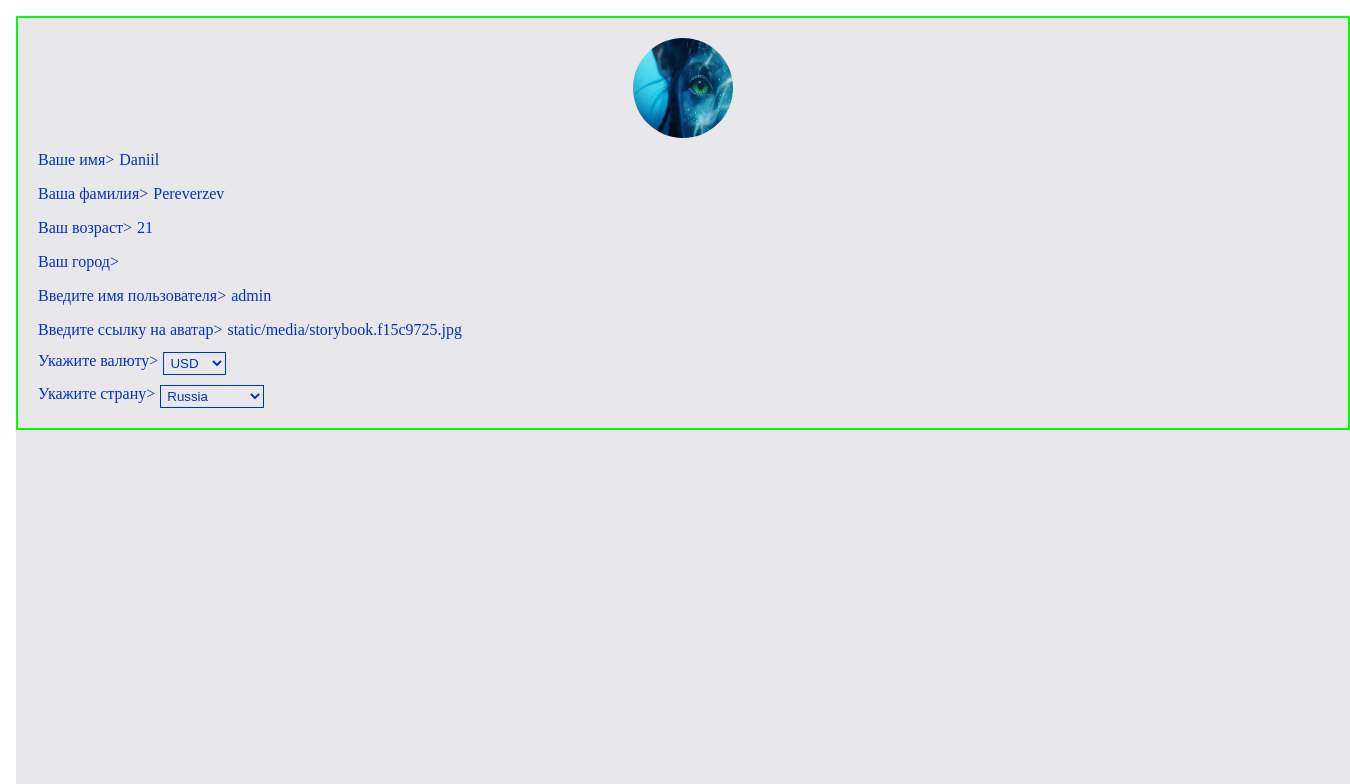 Ваше имя> Daniil
Ваша фамилия> Pereverzev
Ваш возраст> 21
Ваш город>
Введите имя пользователя> admin
Введите ссылку на аватар> static/media/storybook.f15c9725.jpg
Укажите валюту> USD
Укажите страну> Russia